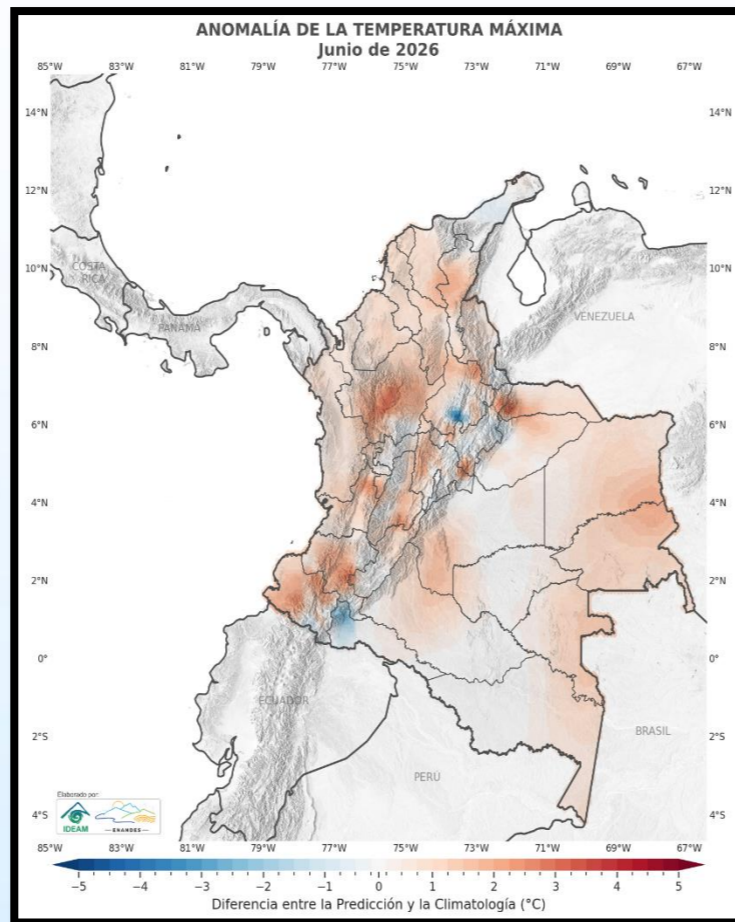 ANOMALÍA DE LA TEMPERATURA MÁXIMA
Junio de 2026
85°W 83°W 81°W 79°W 77°W 75°W 73°W 71°W 69°W 67°W
14°N 14°N
12°N 12°N
10°N 10°N
COSTA
RICA
PANAMÁ
VENEZUELA
8°N 8°N
6°N 6°N
4°N 4°N
2°N 2°N
0° 0°
ECUADOR
2°S 2°S
BRASIL
PERÚ
4°S 4°S
Elaborado por:
IDEAM
—ENANDES—
85°W 83°W 81°W 79°W 77°W 75°W 73°W 71°W 69°W 67°W
−5 −4 −3 −2 −1 0 1 2 3 4 5
Diferencia entre la Predicción y la Climatología (°C)